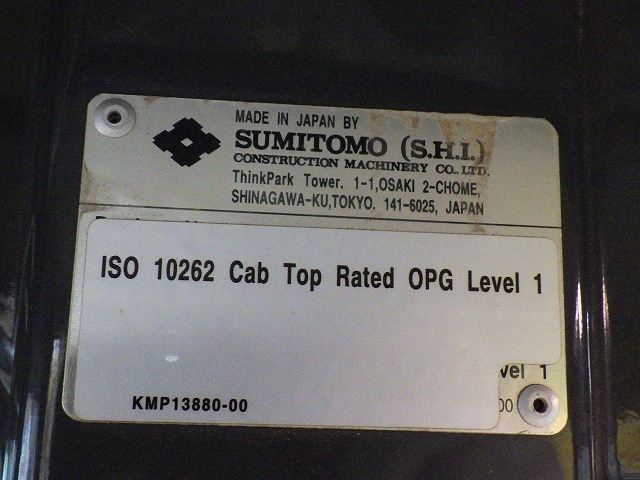 MADE IN JAPAN BY
SUMITOMO (S.H.I.)
CONSTRUCTION MACHINERY CO., LTD.
ThinkPark Tower. 1-1,OSAKI 2-CHOME,
SHINAGAWA-KU,TOKYO. 141-6025, JAPAN
ISO 10262 Cab Top Rated OPG Level 1
vel 1
KMP13880-00
00